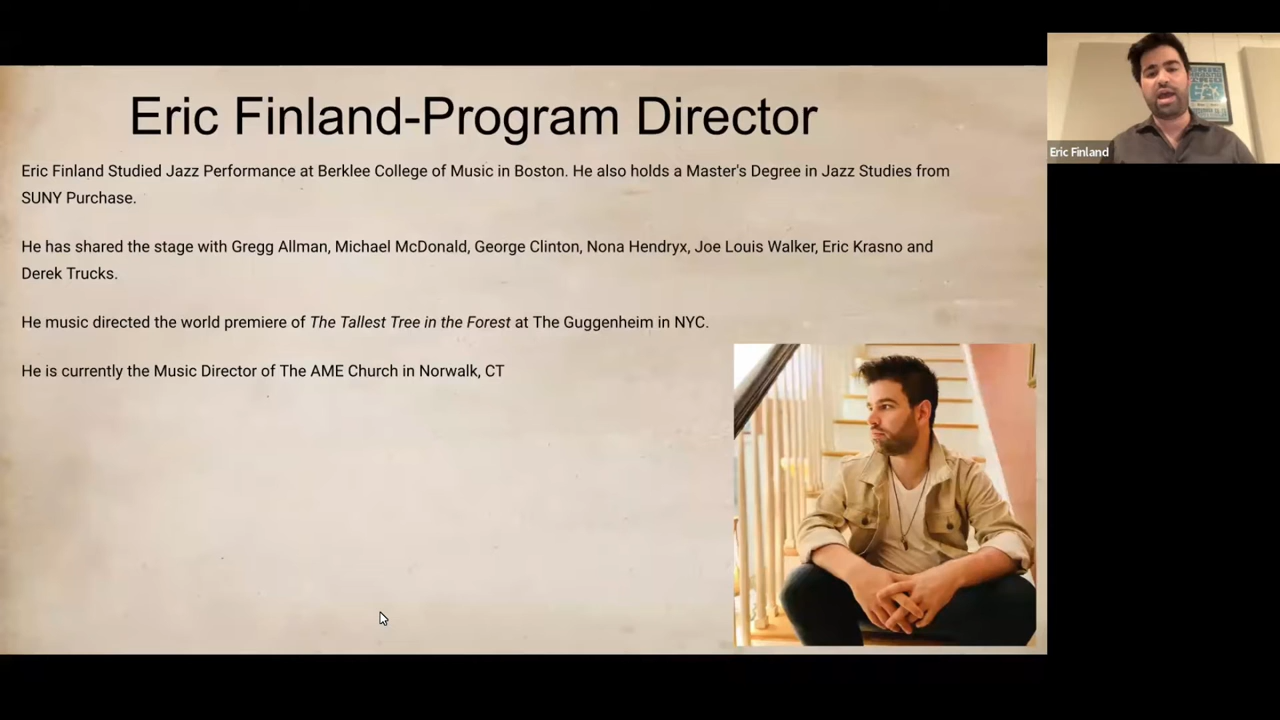 Eric Finland-Program Director
Eric Finland Studied Jazz Performance at Berklee College of Music in Boston. He also holds a Master's Degree in Jazz Studies from
SUNY Purchase.
He has shared the stage with Gregg Allman, Michael McDonald, George Clinton, Nona Hendryx, Joe Louis Walker, Eric Krasno and
Derek Trucks.
He music directed the world premiere of The Tallest Tree in the Forest at The Guggenheim in NYC.
He is currently the Music Director of The AME Church in Norwalk, CT
Eric Finland